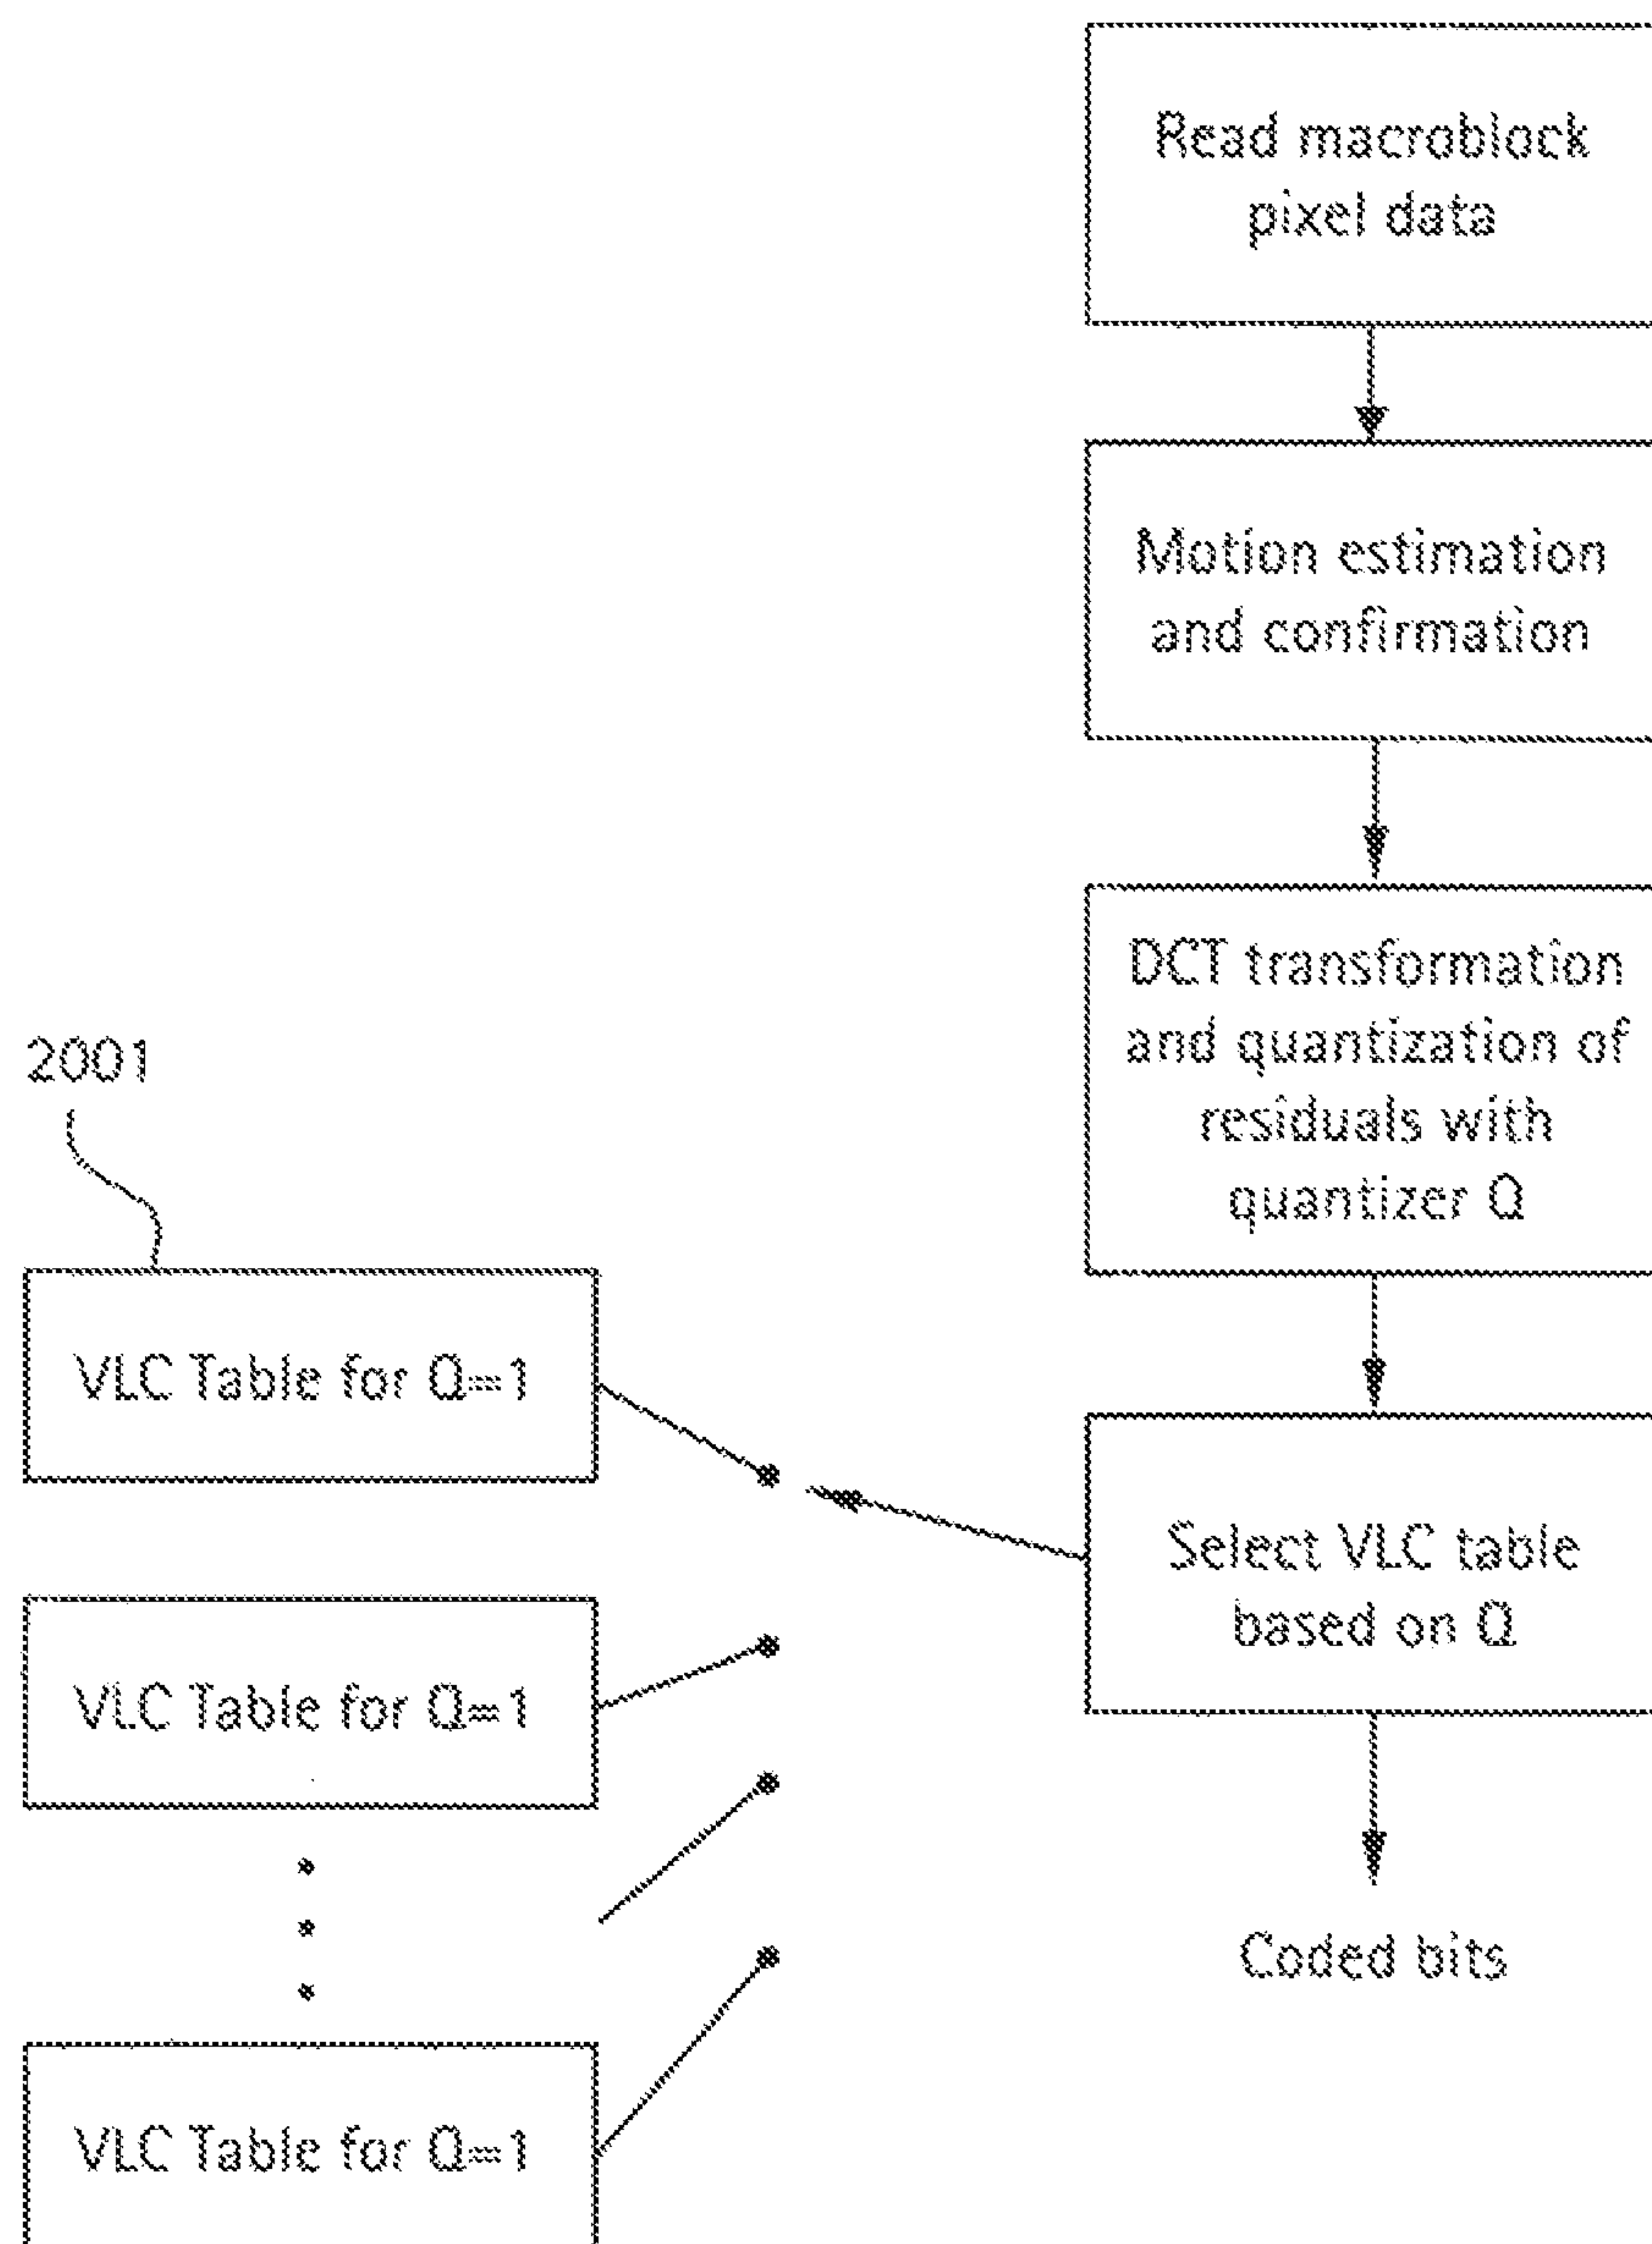 Read macroblock
pixel data
Motion estimation
and confirmation
DCT transformation
and quantization of
residuals with
quantizer Q
2001
VLC Table for Q=1
Select VLC table
based on Q
VLC Table for Q=1
Coded bits
VLC Table for Q=1